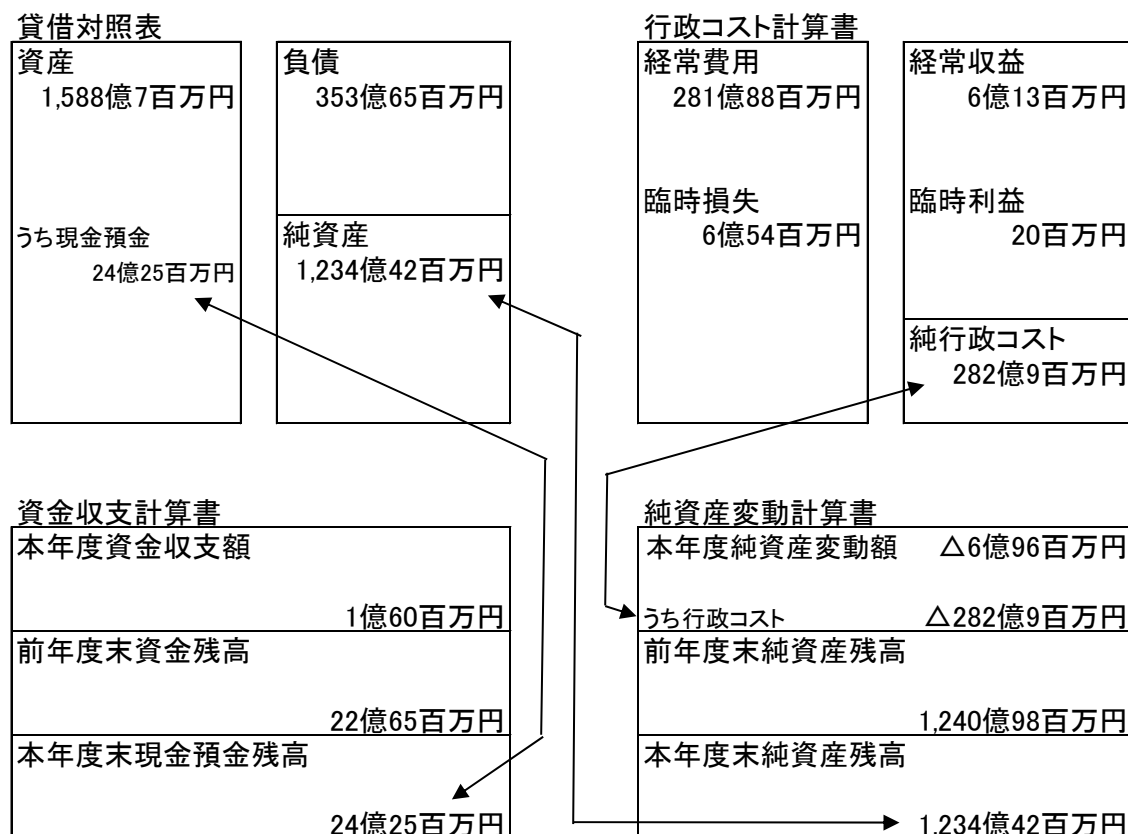 貸借対照表
資産
1,588億7百万円
うち現金預金
24億25百万円
負債
353億65百万円
純資産
1,234億42百万円
行政コスト計算書
経常費用
281億88百万円
臨時損失
6億54百万円
経常収益
6億13百万円
臨時利益
20百万円
純行政コスト
282億9百万円
資金収支計算書
本年度資金収支額
1億60百万円
前年度末資金残高
22億65百万円
本年度末現金預金残高
24億25百万円
純資産変動計算書
本年度純資産変動額 △6億96百万円
うち行政コスト △282億9百万円
前年度末純資産残高
1,240億98百万円
本年度末純資産残高
1,234億42百万円